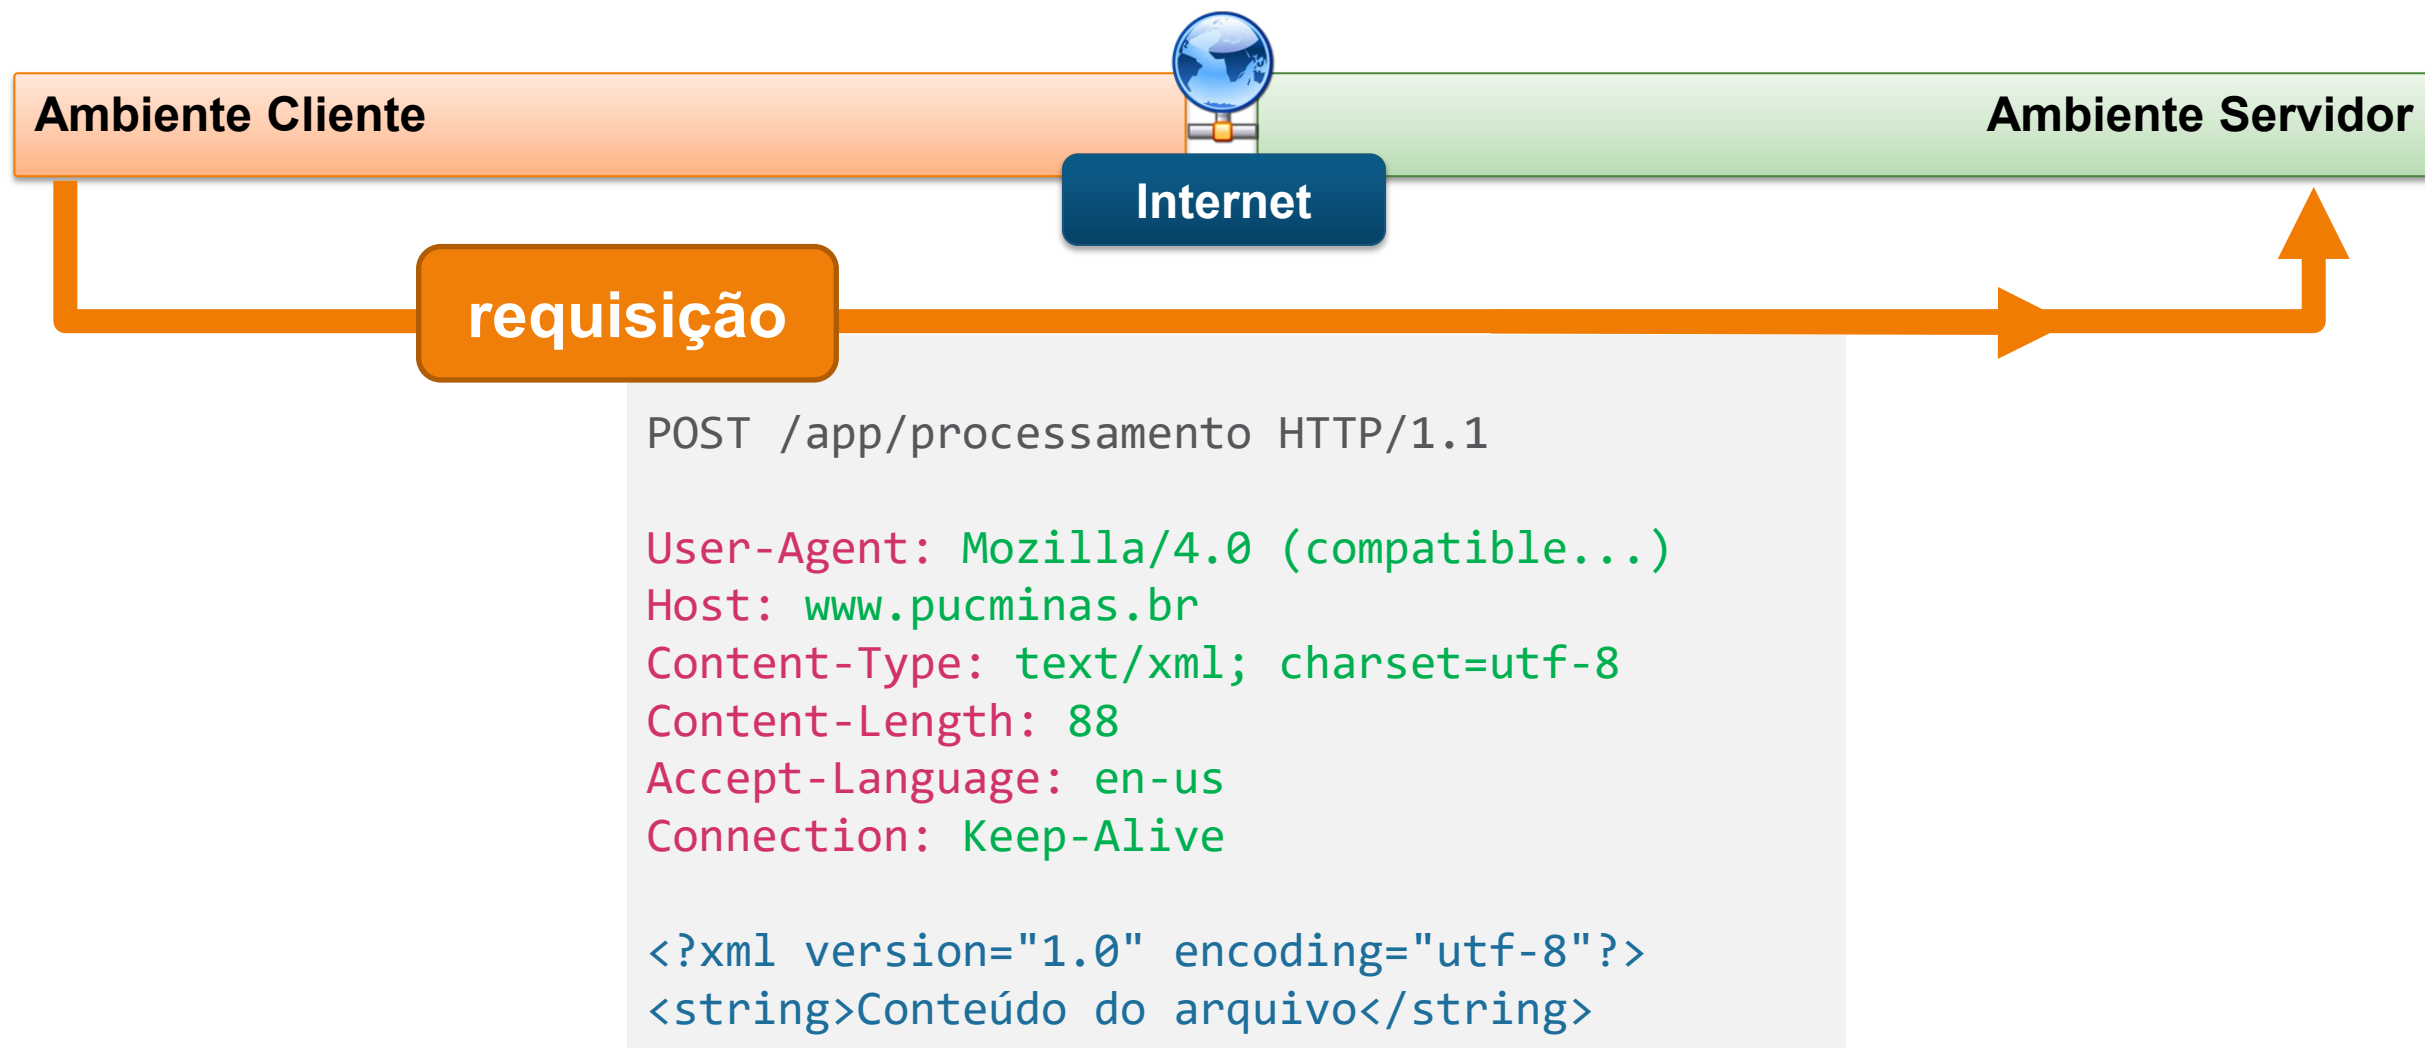 Ambiente Cliente
Ambiente Servidor
Internet
requisição
POST /app/processamento HTTP/1.1
User-Agent: Mozilla/4.0 (compatible...)
Host: www.pucminas.br
Content-Type: text/xml; charset=utf-8
Content-Length: 88
Accept-Language: en-us
Connection: Keep-Alive
<?xml version="1.0" encoding="utf-8"?>
<string>Conteúdo do arquivo</string>